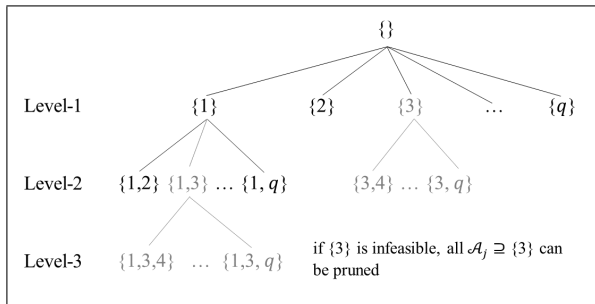 {}
Level-1 {1} {2} {3} … {q}
Level-2 {1,2} {1,3} … {1, q} {3,4} … {3, q}
Level-3 {1,3,4} … {1,3, q}
if {3} is infeasible, all 𝒜ⱼ ⊇ {3} can
be pruned